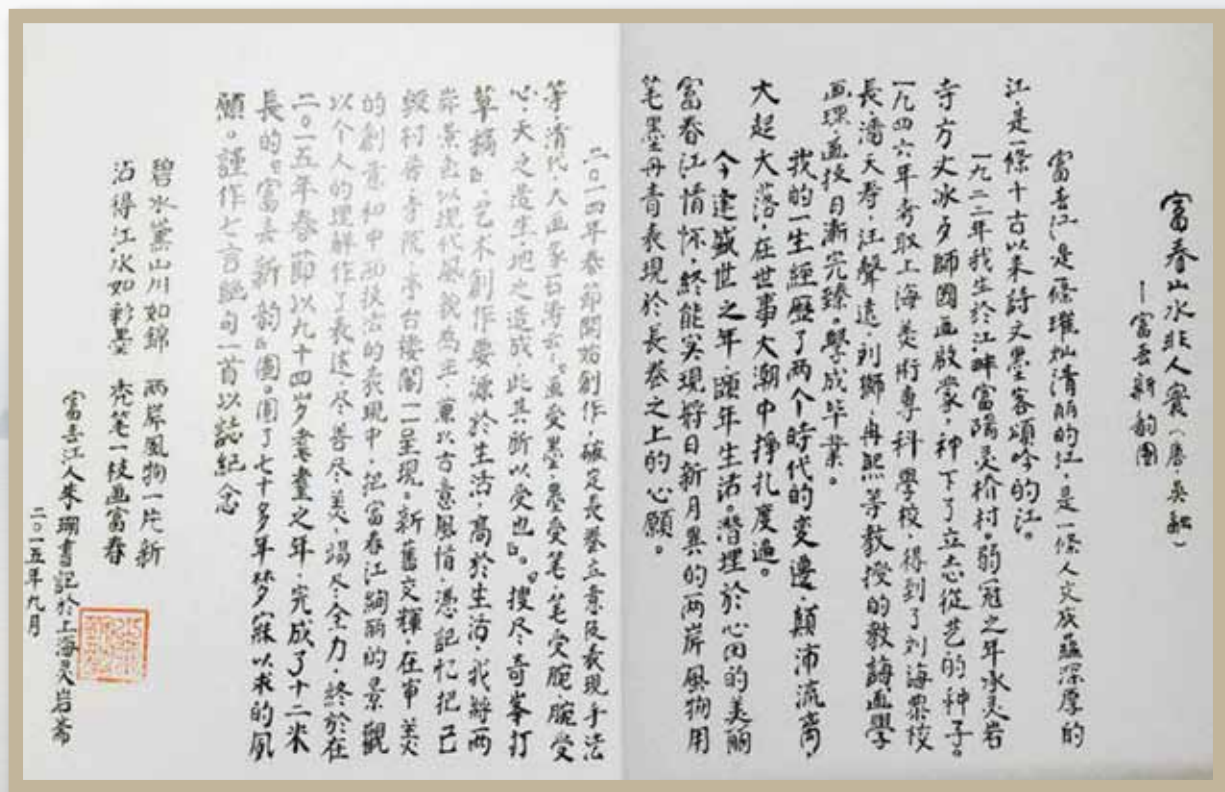 富春山水非人寰（唐·吴融）
—富春新韵图
富春江，是一條璀灿清丽的江，是一條人文底蕴深厚的
江，是一條千古以来詩文墨客頌吟的江。
一九二二年我生於江畔富陽灵桥村。弱冠之年求灵岩
寺方丈冰夕師國画啟蒙，种下了立志從艺的种子。
一九四六年考取上海美術專科學校，得到了刘海粟校
長、潘天寿、江聲遠、刘獅、冉熙等教授的教誨，画學
画理，画技日漸完臻。學成毕業。
我的一生經歷了两个時代的变遷，顛沛流离，
大起大落，在世事大潮中掙扎度過。
今逢盛世之年，頤年生活。潜埋於心田的美丽
富春江，情怀，終能实現将日新月異的两岸風物用
笔墨丹青表現於長卷之上的心願。
二〇一四年春節開始創作，確定長卷立意及表現手法
等，清代大画家石涛云，『画受墨，墨受笔，笔受腕，腕受
心，天之造生，地之造成，此其所以受也』。『搜尽奇峯打
草稿』，艺术創作要源於生活，高於生活，我将两
岸景色以現代風貌為主，兼以古意風情，憑記忆把已
毀村落，寺院，亭台楼閣一一呈現。新舊交輝，在审美
的創意和中西技法的表現中，把富春江绚丽的景觀
以个人的理解作了表述，尽善尽美，竭尽全力，終於在
二〇一五年春節以九十四岁耄耋之年，完成了十二米
長的『富春新韵』圖。圓了七十多年梦寐以求的夙
願。謹作七言絕句一首以誌紀念
碧水黛山川如錦　两岸風物一片新
沾得江水如彩墨　禿笔一枝画富春
富春江人朱瑚書記於上海灵岩斋
二〇一五年九月